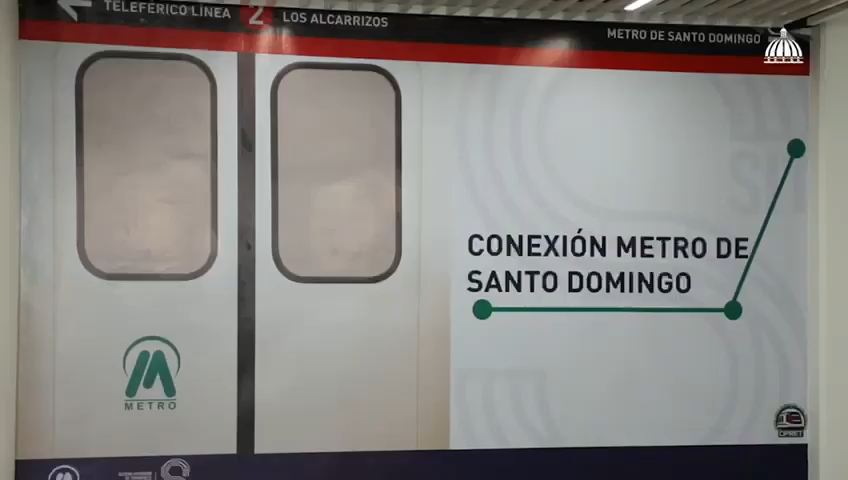 TELEFÉRICO LÍNEA 2 LOS ALCARRIZOS
METRO DE SANTO DOMINGO
CONEXIÓN METRO DE
SANTO DOMINGO
METRO
OPRET